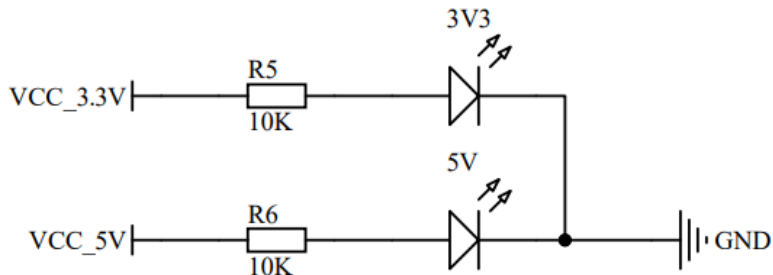 3V3
VCC_3.3V
R5
10K
5V
VCC_5V
R6
10K
GND